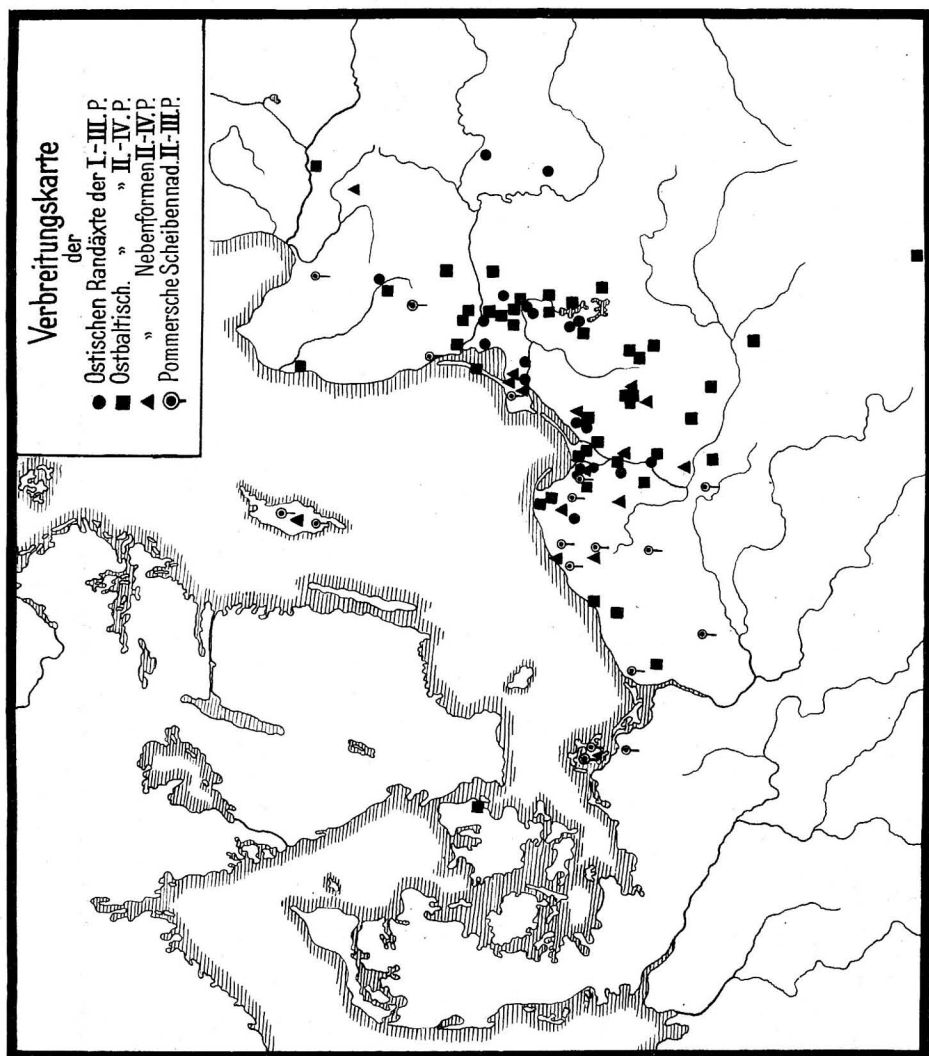 Verbreitungskarte
der
Ostischen Randäxte der I.-III.P.
Ostbaltisch. " " II.-IV.P.
" Nebenformen II.-IV.P.
Pommersche Scheibennad. II.-III.P.